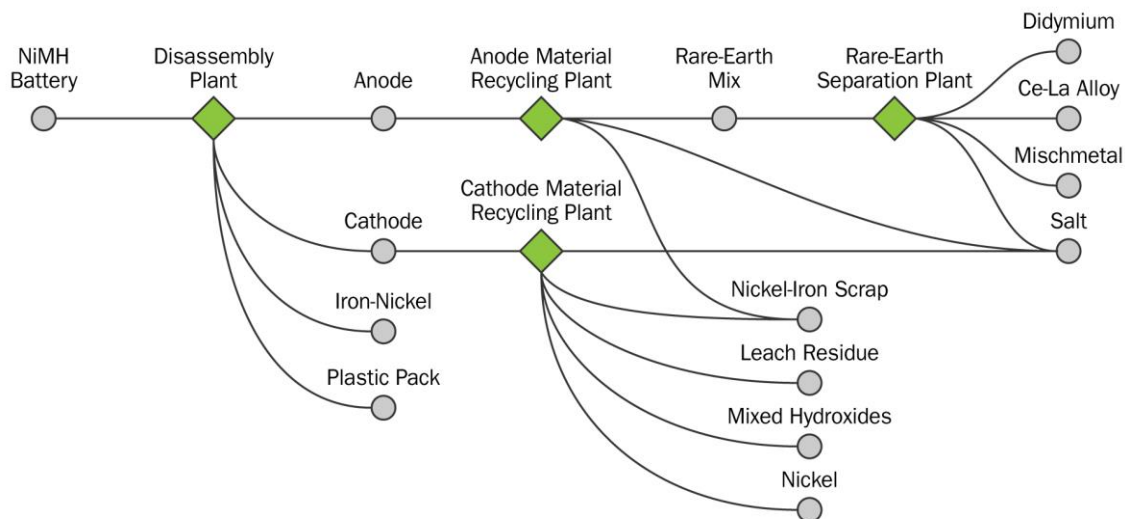 Didymium
NiMH
Battery
Disassembly
Plant
Anode
Anode Material
Recycling Plant
Rare-Earth
Mix
Rare-Earth
Separation Plant
Ce-La Alloy
Mischmetal
Cathode Material
Recycling Plant
Cathode
Salt
Nickel-Iron Scrap
Iron-Nickel
Leach Residue
Plastic Pack
Mixed Hydroxides
Nickel